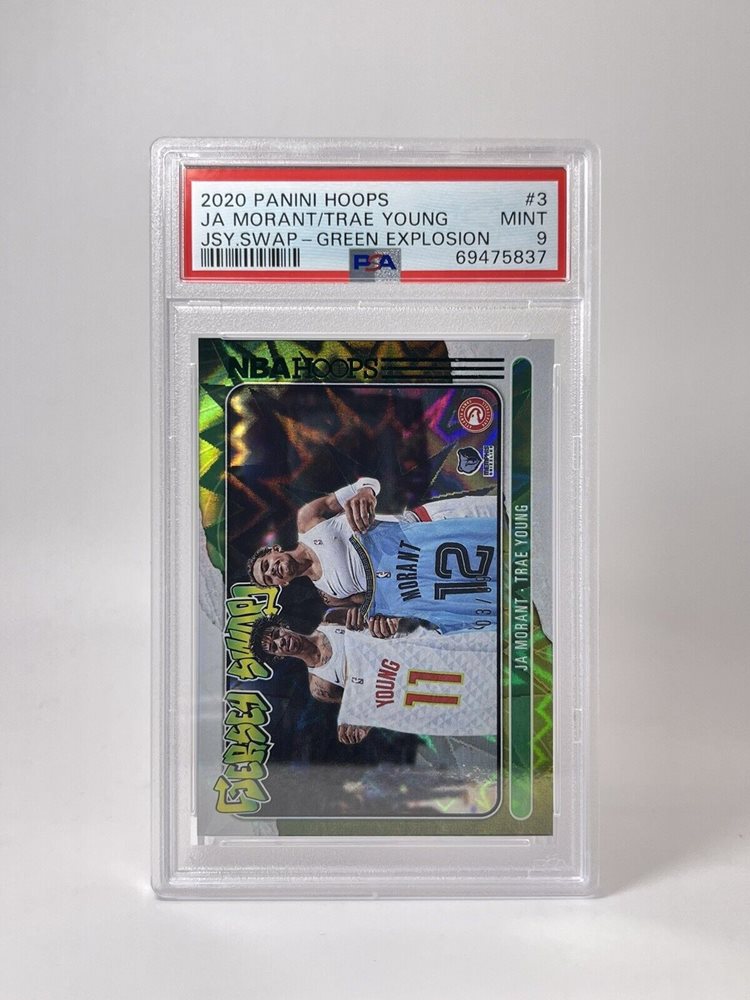 2020 PANINI HOOPS #3
JA MORANT/TRAE YOUNG MINT
JSY.SWAP - GREEN EXPLOSION 9
PSA 69475837
NBA HOOPS
JERSEY SWAP
MORANT
12
YOUNG
11
JA MORANT • TRAE YOUNG